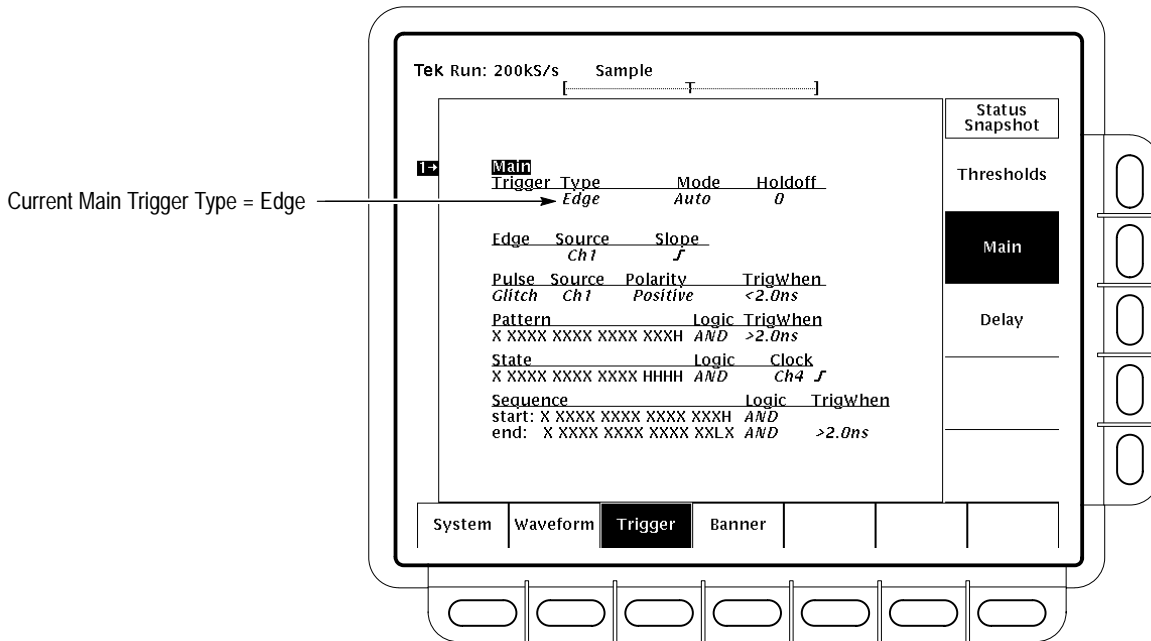 Tek Run: 200kS/s Sample
[ T ]
Status
Snapshot
Thresholds
Main
Delay
1→
Current Main Trigger Type = Edge
Main
Trigger Type Mode Holdoff
Edge Auto 0
Edge Source Slope
Ch1 ƒ
Pulse Source Polarity TrigWhen
Glitch Ch1 Positive <2.0ns
Pattern Logic TrigWhen
X XXXX XXXX XXXX XXXH AND >2.0ns
State Logic Clock
X XXXX XXXX XXXX HHHH AND Ch4 ƒ
Sequence Logic TrigWhen
start: X XXXX XXXX XXXX XXXH AND
end: X XXXX XXXX XXXX XXLX AND >2.0ns
System Waveform Trigger Banner